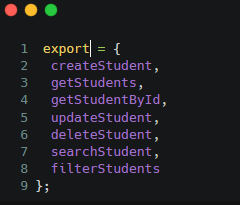 1 export = {
2 createStudent,
3 getStudents,
4 getStudentById,
5 updateStudent,
6 deleteStudent,
7 searchStudent,
8 filterStudents
9 };